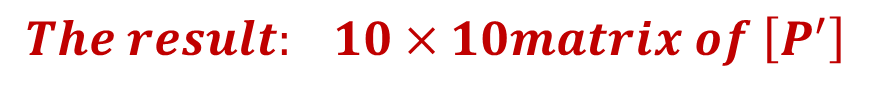 The result: 10 × 10matrix of [P′]